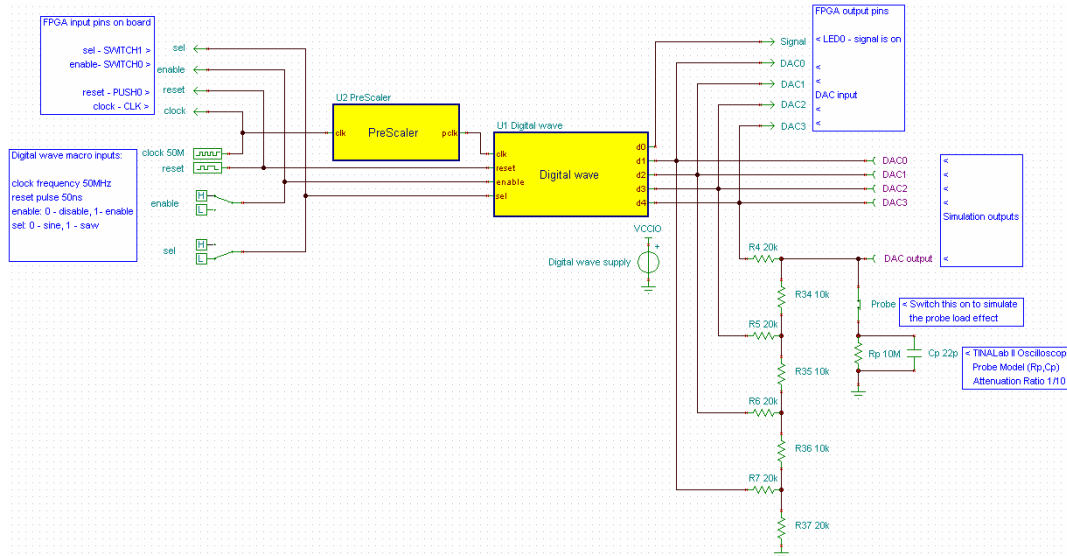 FPGA input pins on board
sel - SWITCH1 >
enable- SWITCH0 >
reset - PUSH0 >
clock - CLK >
sel
enable
reset
clock
clock 50M
reset
enable
H
L
sel
H
L
Digital wave macro inputs:
clock frequency 50MHz
reset pulse 50ns
enable: 0 - disable, 1- enable
sel: 0 - sine, 1 - saw
U2 PreScaler
PreScaler
clk
pclk
U1 Digital wave
Digital wave
clk
reset
enable
sel
d0
d1
d2
d3
d4
VCCIO
+
Digital wave supply
FPGA output pins
< LED0 - signal is on
<
<
DAC input
<
<
Signal
DAC0
DAC1
DAC2
DAC3
DAC0
DAC1
DAC2
DAC3
DAC output
<
<
<
<
Simulation outputs
<
R4 20k
R34 10k
R5 20k
R35 10k
R6 20k
R36 10k
R7 20k
R37 20k
Probe
< Switch this on to simulate
the probe load effect
Rp 10M
Cp 22p
< TINALab II Oscilloscop
Probe Model (Rp,Cp)
Attenuation Ratio 1/10